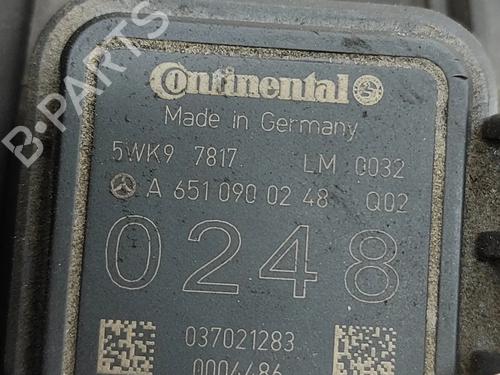 Continental
Made in Germany
5WK9 7817 LM 0032
A 651 090 02 48 Q02
0248
037021283
0004486
B-PARTS